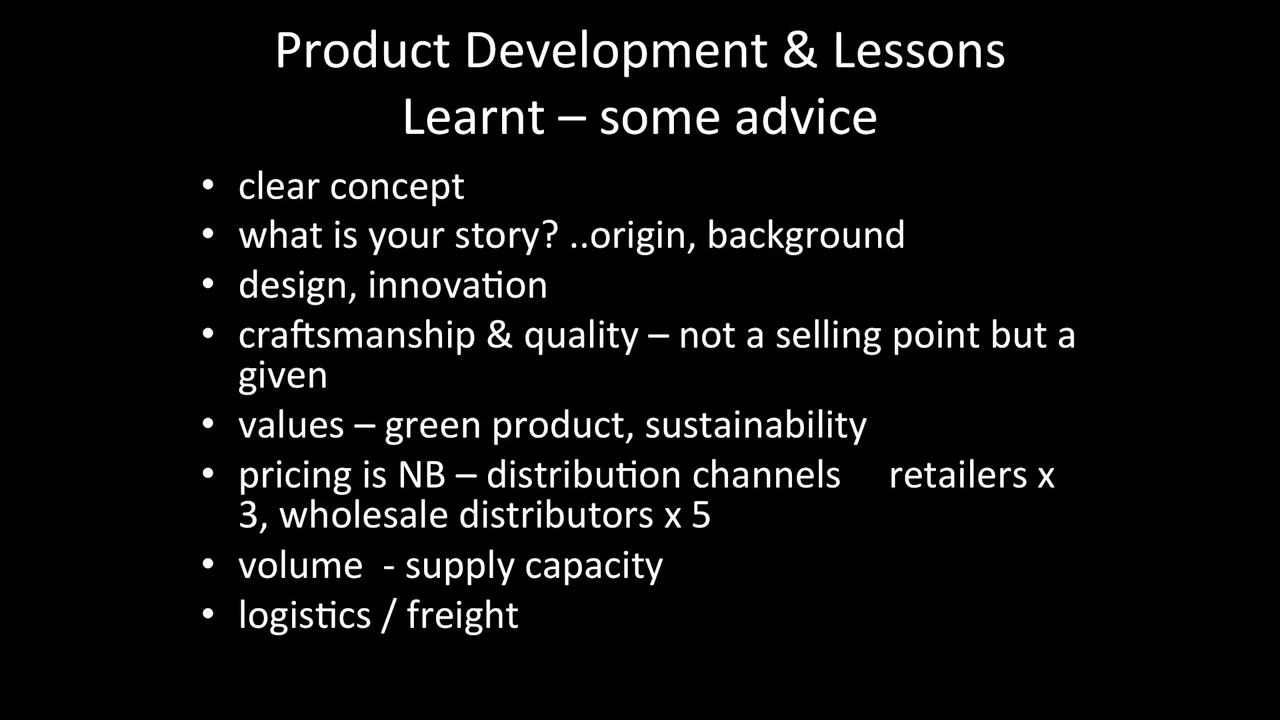 Product Development & Lessons
Learnt – some advice
• clear concept
• what is your story? ..origin, background
• design, innovation
• craftsmanship & quality – not a selling point but a
given
• values – green product, sustainability
• pricing is NB – distribution channels     retailers x
3, wholesale distributors x 5
• volume  - supply capacity
• logistics / freight